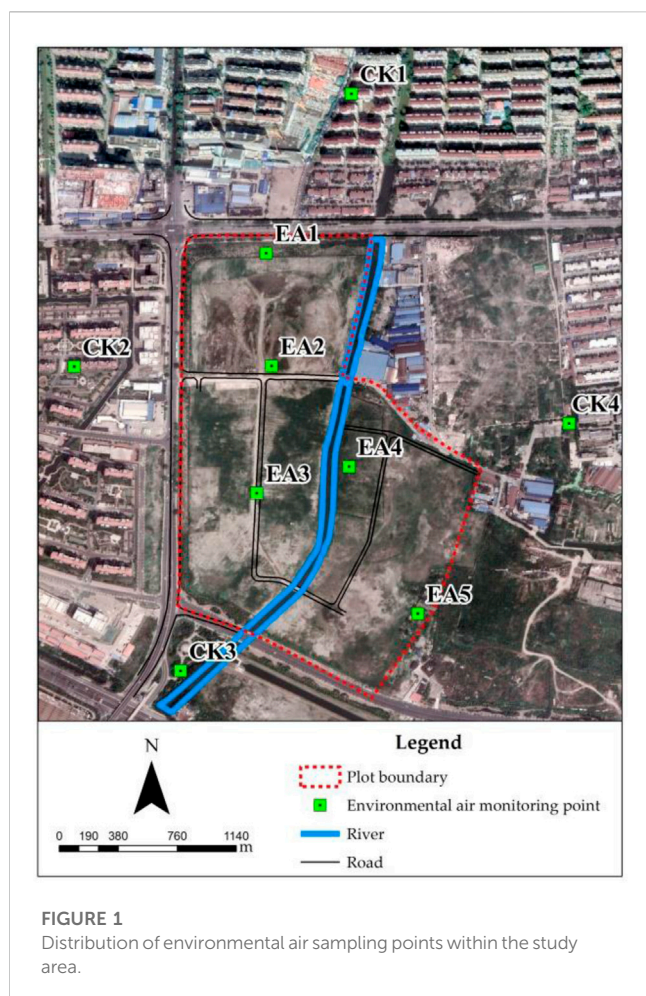 CK1
EA1
CK2
EA2
CK4
EA4
EA3
EA5
CK3
N
0 190 380 760 1140
m
Legend
Plot boundary
Environmental air monitoring point
River
Road
FIGURE 1
Distribution of environmental air sampling points within the study
area.